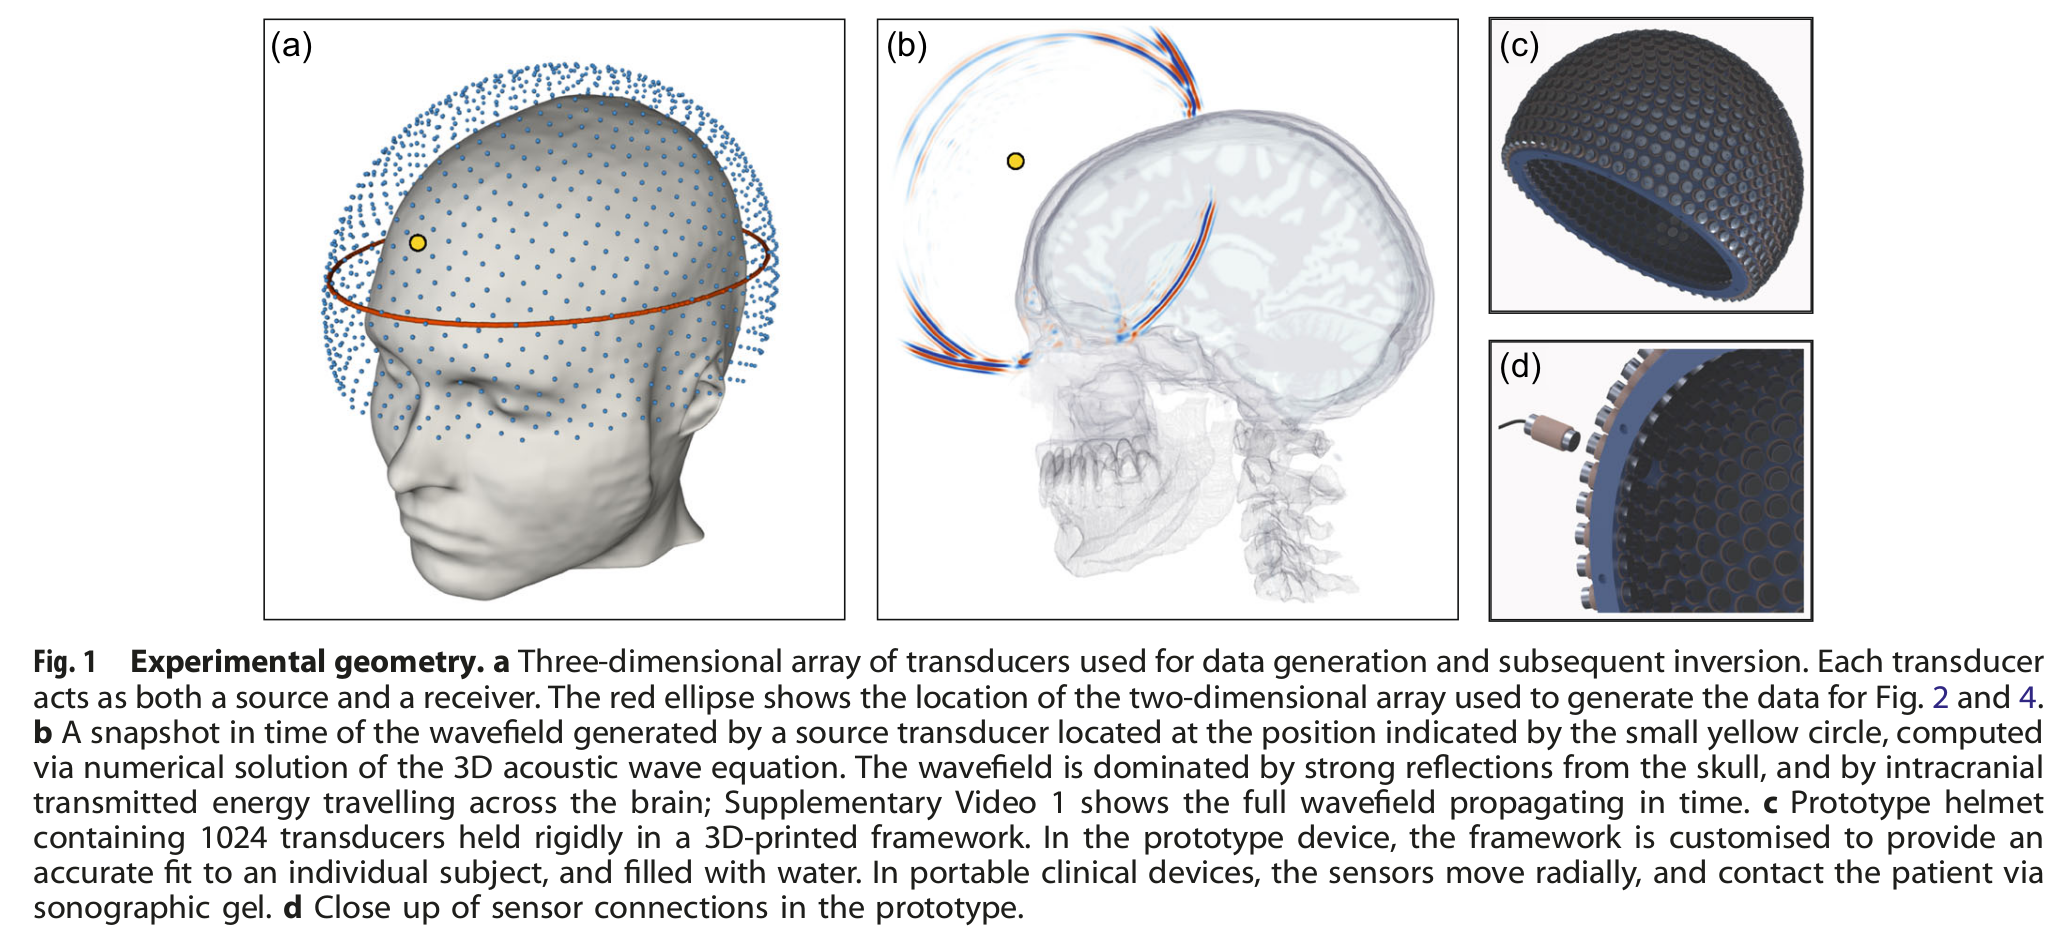 (a)
(b)
(c)
(d)
Fig. 1 Experimental geometry. a Three-dimensional array of transducers used for data generation and subsequent inversion. Each transducer
acts as both a source and a receiver. The red ellipse shows the location of the two-dimensional array used to generate the data for Fig. 2 and 4.
b A snapshot in time of the wavefield generated by a source transducer located at the position indicated by the small yellow circle, computed
via numerical solution of the 3D acoustic wave equation. The wavefield is dominated by strong reflections from the skull, and by intracranial
transmitted energy travelling across the brain; Supplementary Video 1 shows the full wavefield propagating in time. c Prototype helmet
containing 1024 transducers held rigidly in a 3D-printed framework. In the prototype device, the framework is customised to provide an
accurate fit to an individual subject, and filled with water. In portable clinical devices, the sensors move radially, and contact the patient via
sonographic gel. d Close up of sensor connections in the prototype.